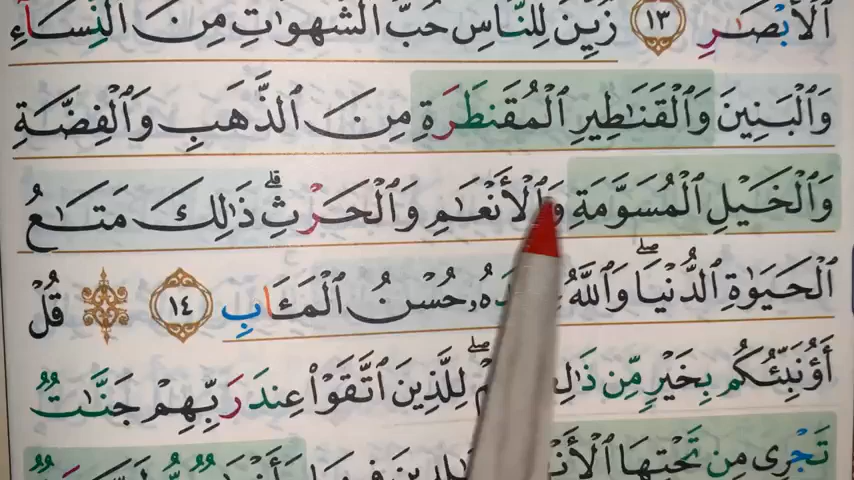 ٱلۡأَبۡصَٰرِ ١٣ زُيِّنَ لِلنَّاسِ حُبُّ ٱلشَّهَوَٰتِ مِنَ ٱلنِّسَآءِ
وَٱلۡبَنِينَ وَٱلۡقَنَٰطِيرِ ٱلۡمُقَنطَرَةِ مِنَ ٱلذَّهَبِ وَٱلۡفِضَّةِ
وَٱلۡخَيۡلِ ٱلۡمُسَوَّمَةِ وَٱلۡأَنۡعَٰمِ وَٱلۡحَرۡثِۗ ذَٰلِكَ مَتَٰعُ
ٱلۡحَيَوٰةِ ٱلدُّنۡيَاۖ وَٱللَّهُ حُسۡنُ ٱلۡمَـَٔابِ ١٤ قُلۡ
أَؤُنَبِّئُكُم بِخَيۡرٖ مِّن لِلَّذِينَ ٱتَّقَوۡاْ عِندَ رَبِّهِمۡ جَنَّٰتٞ
تَجۡرِي مِن تَحۡتِهَا